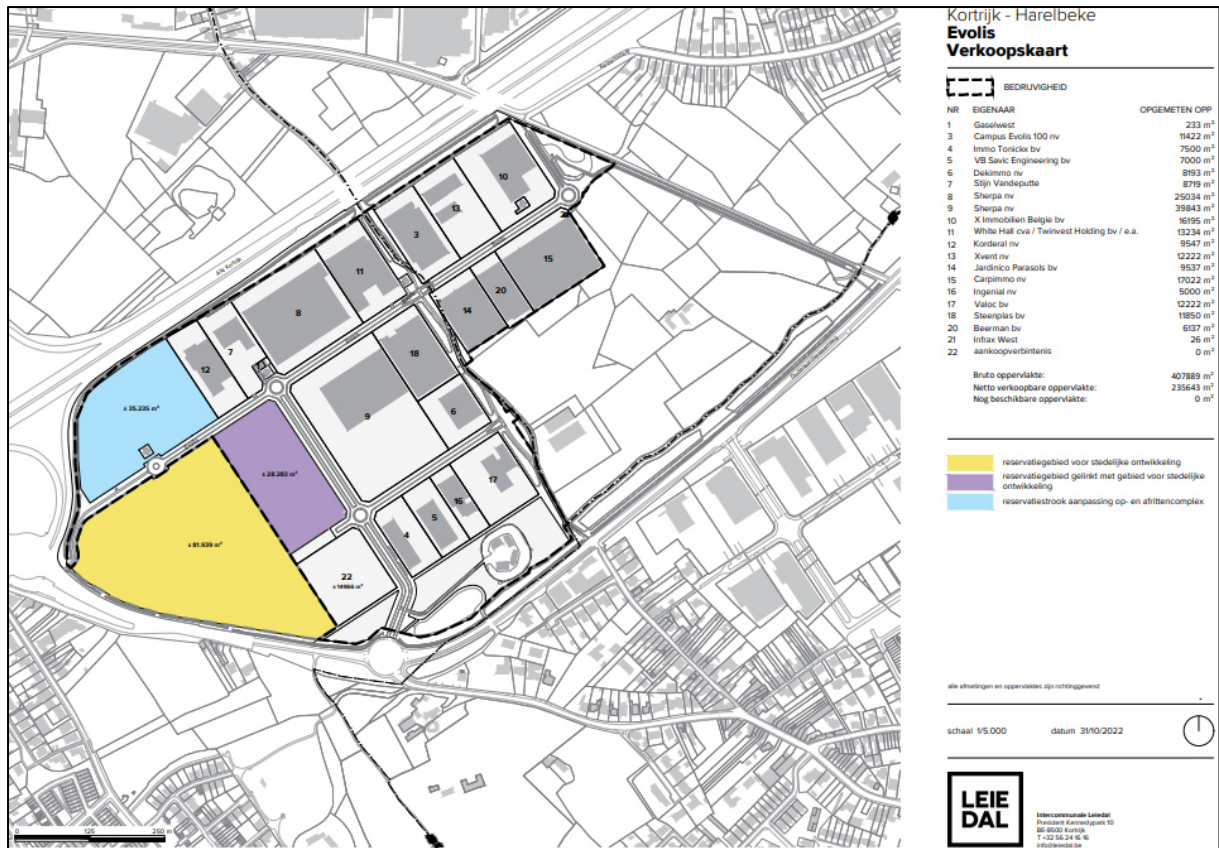 Kortrijk - Harelbeke
Evolis
Verkoopskaart
BEDRIJVIGHEID
NR EIGENAAR OPGEMETEN OPP
1 Gaselwest 233 m²
3 Campus Evolis 100 nv 11422 m²
4 Immo Tonickx bv 7500 m²
5 VB Savic Engineering bv 7000 m²
6 Dekimmo nv 8193 m²
7 Stijn Vandeputte 8719 m²
8 Sherpa nv 25034 m²
9 Sherpa nv 39843 m²
10 X Immobilien Belgie bv 16195 m²
11 White Hall cva / Twinvest Holding bv / e.a. 13234 m²
12 Korderal nv 9547 m²
13 Xvent nv 12222 m²
14 Jardinico Parasols bv 9537 m²
15 Carpimmo nv 17022 m²
16 Ingenial nv 5000 m²
17 Valoc bv 12222 m²
18 Steenplas bv 11850 m²
20 Beerman bv 6137 m²
21 Infrax West 26 m²
22 aankoopverbintenis 0 m²
Bruto oppervlakte: 407889 m²
Netto verkoopbare oppervlakte: 235643 m²
Nog beschikbare oppervlakte: 0 m²
reservatiegebied voor stedelijke ontwikkeling
reservatiegebied gelinkt met gebied voor stedelijke
ontwikkeling
reservatiestrook aanpassing op- en afrittencomplex
alle afmetingen en oppervlaktes zijn richtinggevend
schaal 1/5.000 datum 31/10/2022
LEIE
DAL
Intercommunale Leiedal
President Kennedypark 10
BE-8500 Kortrijk
T +32 56 24 16 16
info@leiedal.be
10
13
3
21
15
11
20
14
8
18
7
12
9
6
± 35.235 m²
± 29.283 m²
17
16
5
4
± 81.939 m²
22
± 14966 m²
A19 Kortrijk
0 125 250 m